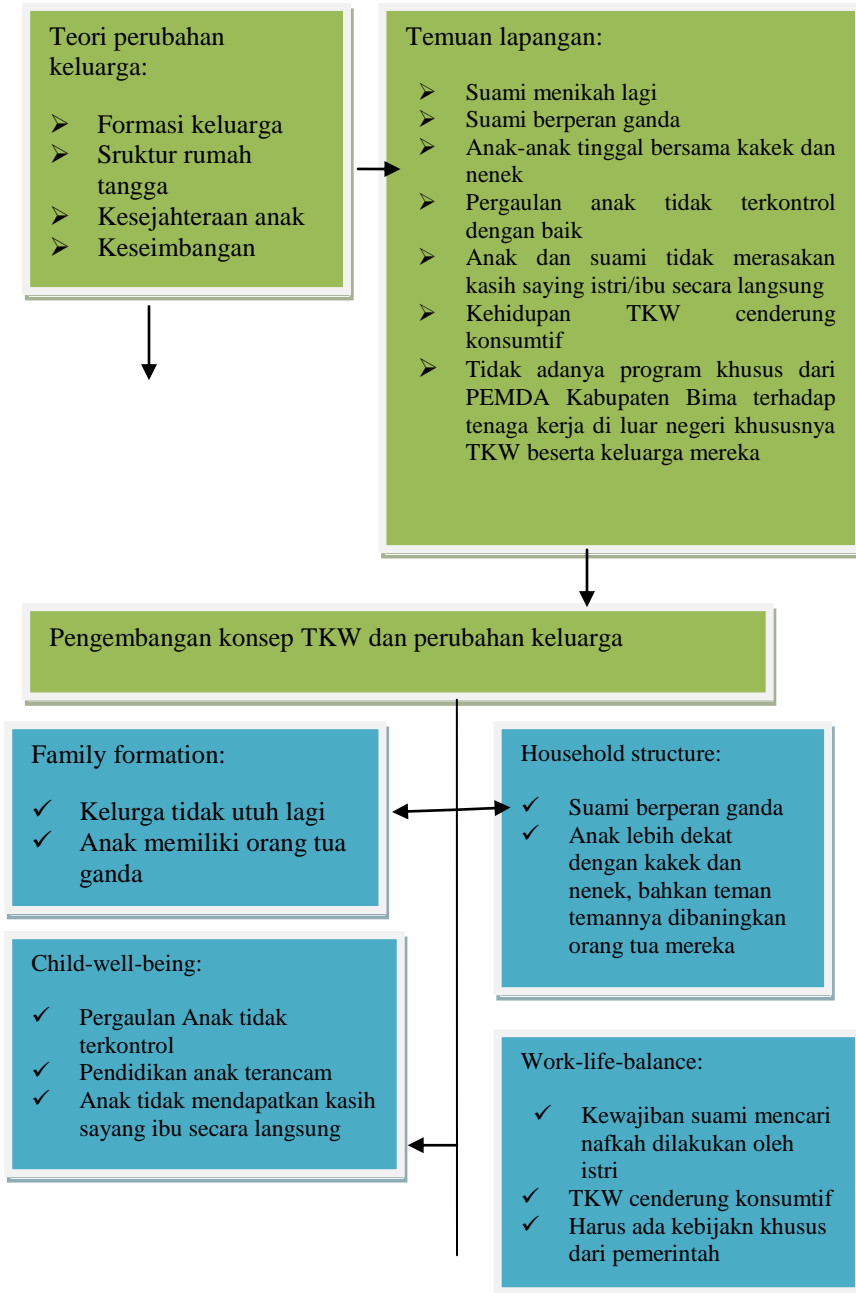 Teori perubahan
keluarga:
➢ Formasi keluarga
➢ Sruktur rumah
tangga
➢ Kesejahteraan anak
➢ Keseimbangan
Temuan lapangan:
➢ Suami menikah lagi
➢ Suami berperan ganda
➢ Anak-anak tinggal bersama kakek dan
nenek
➢ Pergaulan anak tidak terkontrol
dengan baik
➢ Anak dan suami tidak merasakan
kasih saying istri/ibu secara langsung
➢ Kehidupan TKW cenderung
konsumtif
➢ Tidak adanya program khusus dari
PEMDA Kabupaten Bima terhadap
tenaga kerja di luar negeri khususnya
TKW beserta keluarga mereka
Pengembangan konsep TKW dan perubahan keluarga
Family formation:
✓ Kelurga tidak utuh lagi
✓ Anak memiliki orang tua
ganda
Household structure:
✓ Suami berperan ganda
✓ Anak lebih dekat
dengan kakek dan
nenek, bahkan teman
temannya dibaningkan
orang tua mereka
Child-well-being:
✓ Pergaulan Anak tidak
terkontrol
✓ Pendidikan anak terancam
✓ Anak tidak mendapatkan kasih
sayang ibu secara langsung
Work-life-balance:
✓ Kewajiban suami mencari
nafkah dilakukan oleh
istri
✓ TKW cenderung konsumtif
✓ Harus ada kebijakn khusus
dari pemerintah